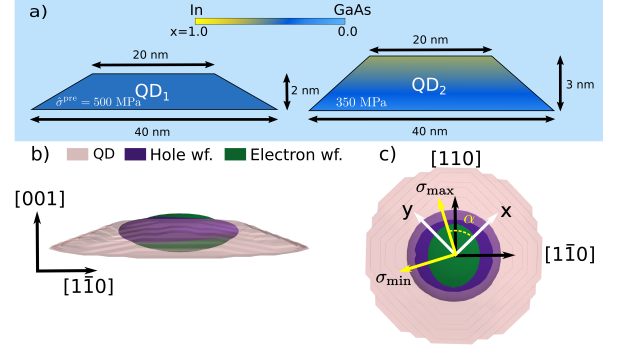 a)
In GaAs
x=1.0 0.0
20 nm
QD₁
σ̂ᵖʳᵉ = 500 MPa
2 nm
40 nm
20 nm
QD₂
350 MPa
3 nm
40 nm
b) QD Hole wf. Electron wf.
[001]
[11̄0]
c)
[110]
σmax
α
y x
[11̄0]
σmin